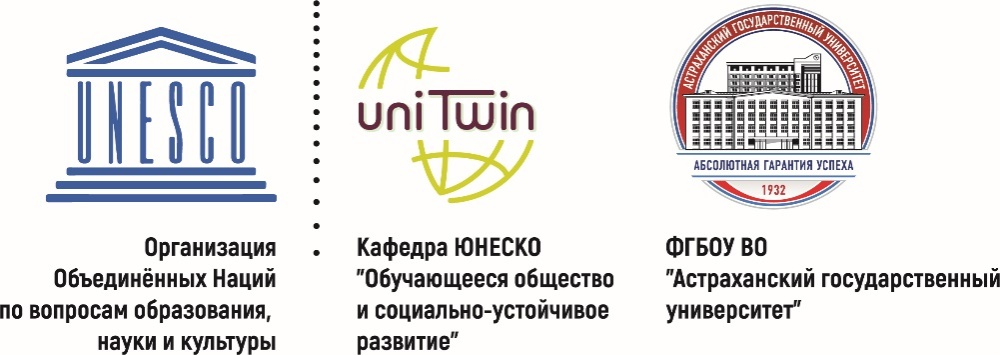 UNESCO
Организация
Объединённых Наций
по вопросам образования,
науки и культуры
uniTwin
Кафедра ЮНЕСКО
"Обучающееся общество
и социально-устойчивое
развитие"
АСТРАХАНСКИЙ ГОСУДАРСТВЕННЫЙ УНИВЕРСИТЕТ
АБСОЛЮТНАЯ ГАРАНТИЯ УСПЕХА
1932
ФГБОУ ВО
"Астраханский государственный
университет"